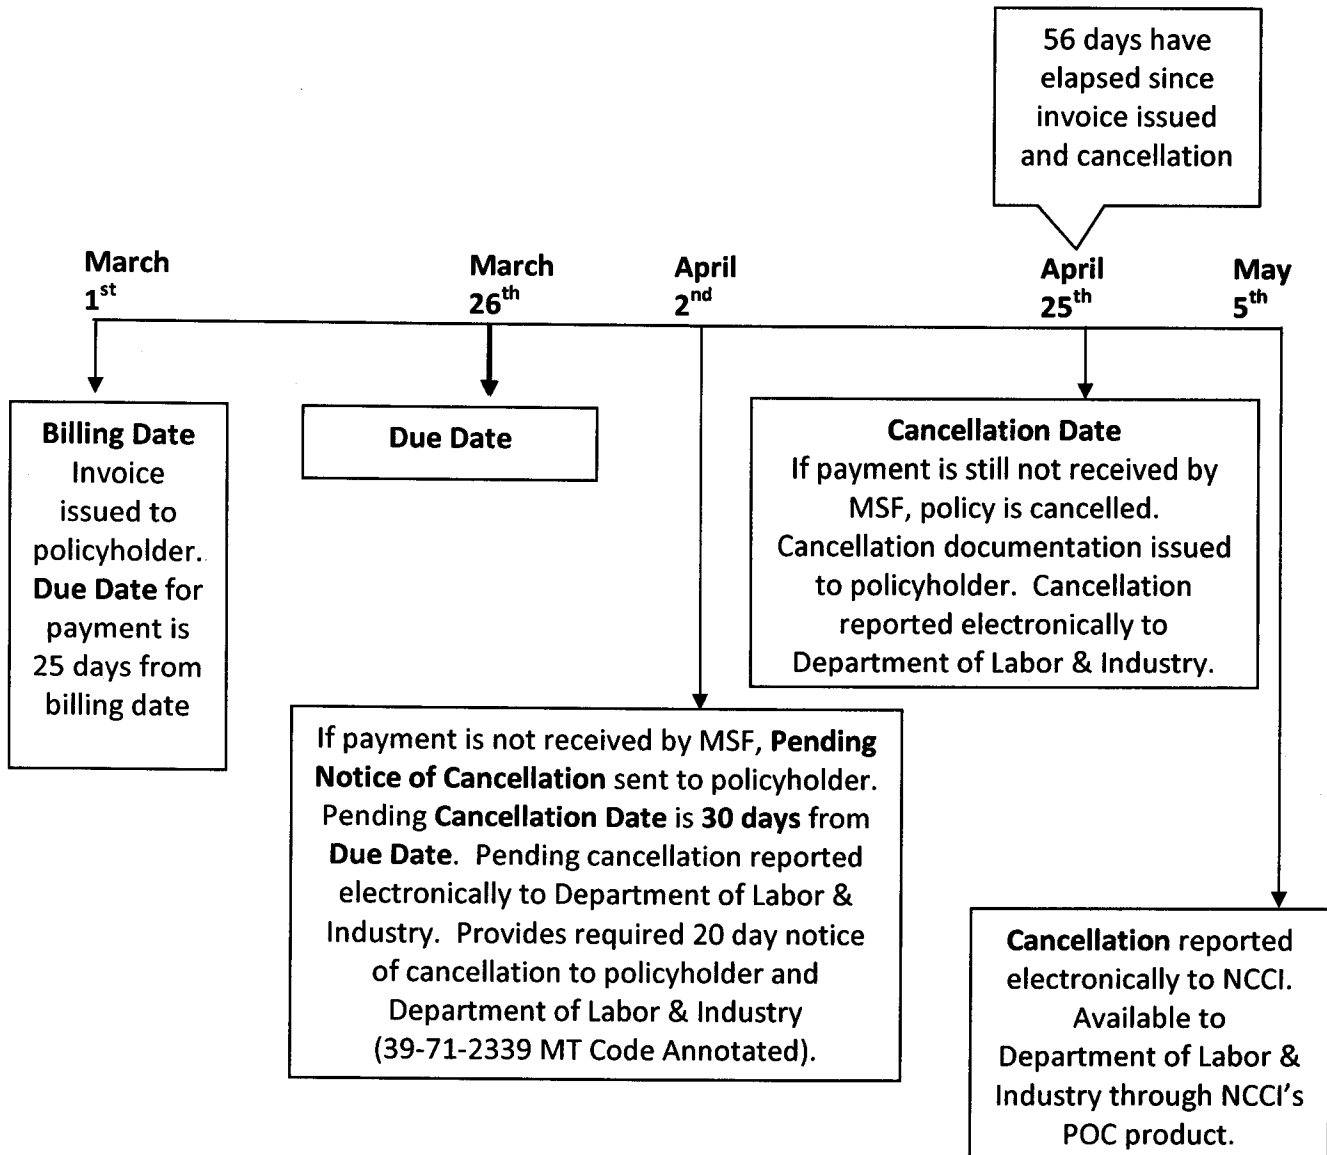 56 days have
elapsed since
invoice issued
and cancellation
March
1st
March
26th
April
2nd
April
25th
May
5th
Billing Date
Invoice
issued to
policyholder.
Due Date for
payment is
25 days from
billing date
Due Date
Cancellation Date
If payment is still not received by
MSF, policy is cancelled.
Cancellation documentation issued
to policyholder. Cancellation
reported electronically to
Department of Labor & Industry.
If payment is not received by MSF, Pending
Notice of Cancellation sent to policyholder.
Pending Cancellation Date is 30 days from
Due Date. Pending cancellation reported
electronically to Department of Labor &
Industry. Provides required 20 day notice
of cancellation to policyholder and
Department of Labor & Industry
(39-71-2339 MT Code Annotated).
Cancellation reported
electronically to NCCI.
Available to
Department of Labor &
Industry through NCCI's
POC product.